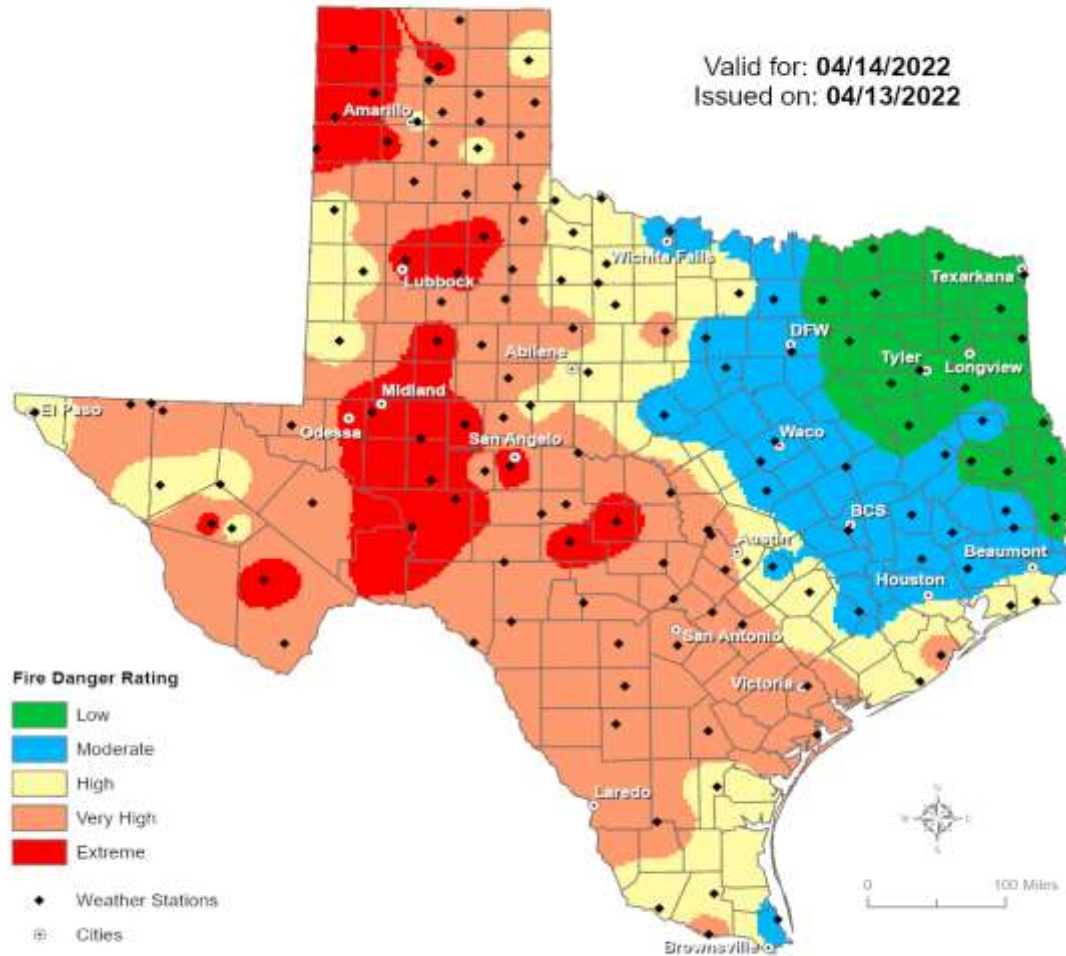 Valid for: 04/14/2022
Issued on: 04/13/2022
Amarillo
Wichita Falls
Lubbock
Texarkana
DFW
Abilene
Tyler
Longview
Midland
El Paso
Odessa
Waco
San Angelo
BCS
Austin
Beaumont
Houston
San Antonio
Victoria
Laredo
Brownsville
Fire Danger Rating
Low
Moderate
High
Very High
Extreme
Weather Stations
Cities
0 100 Miles